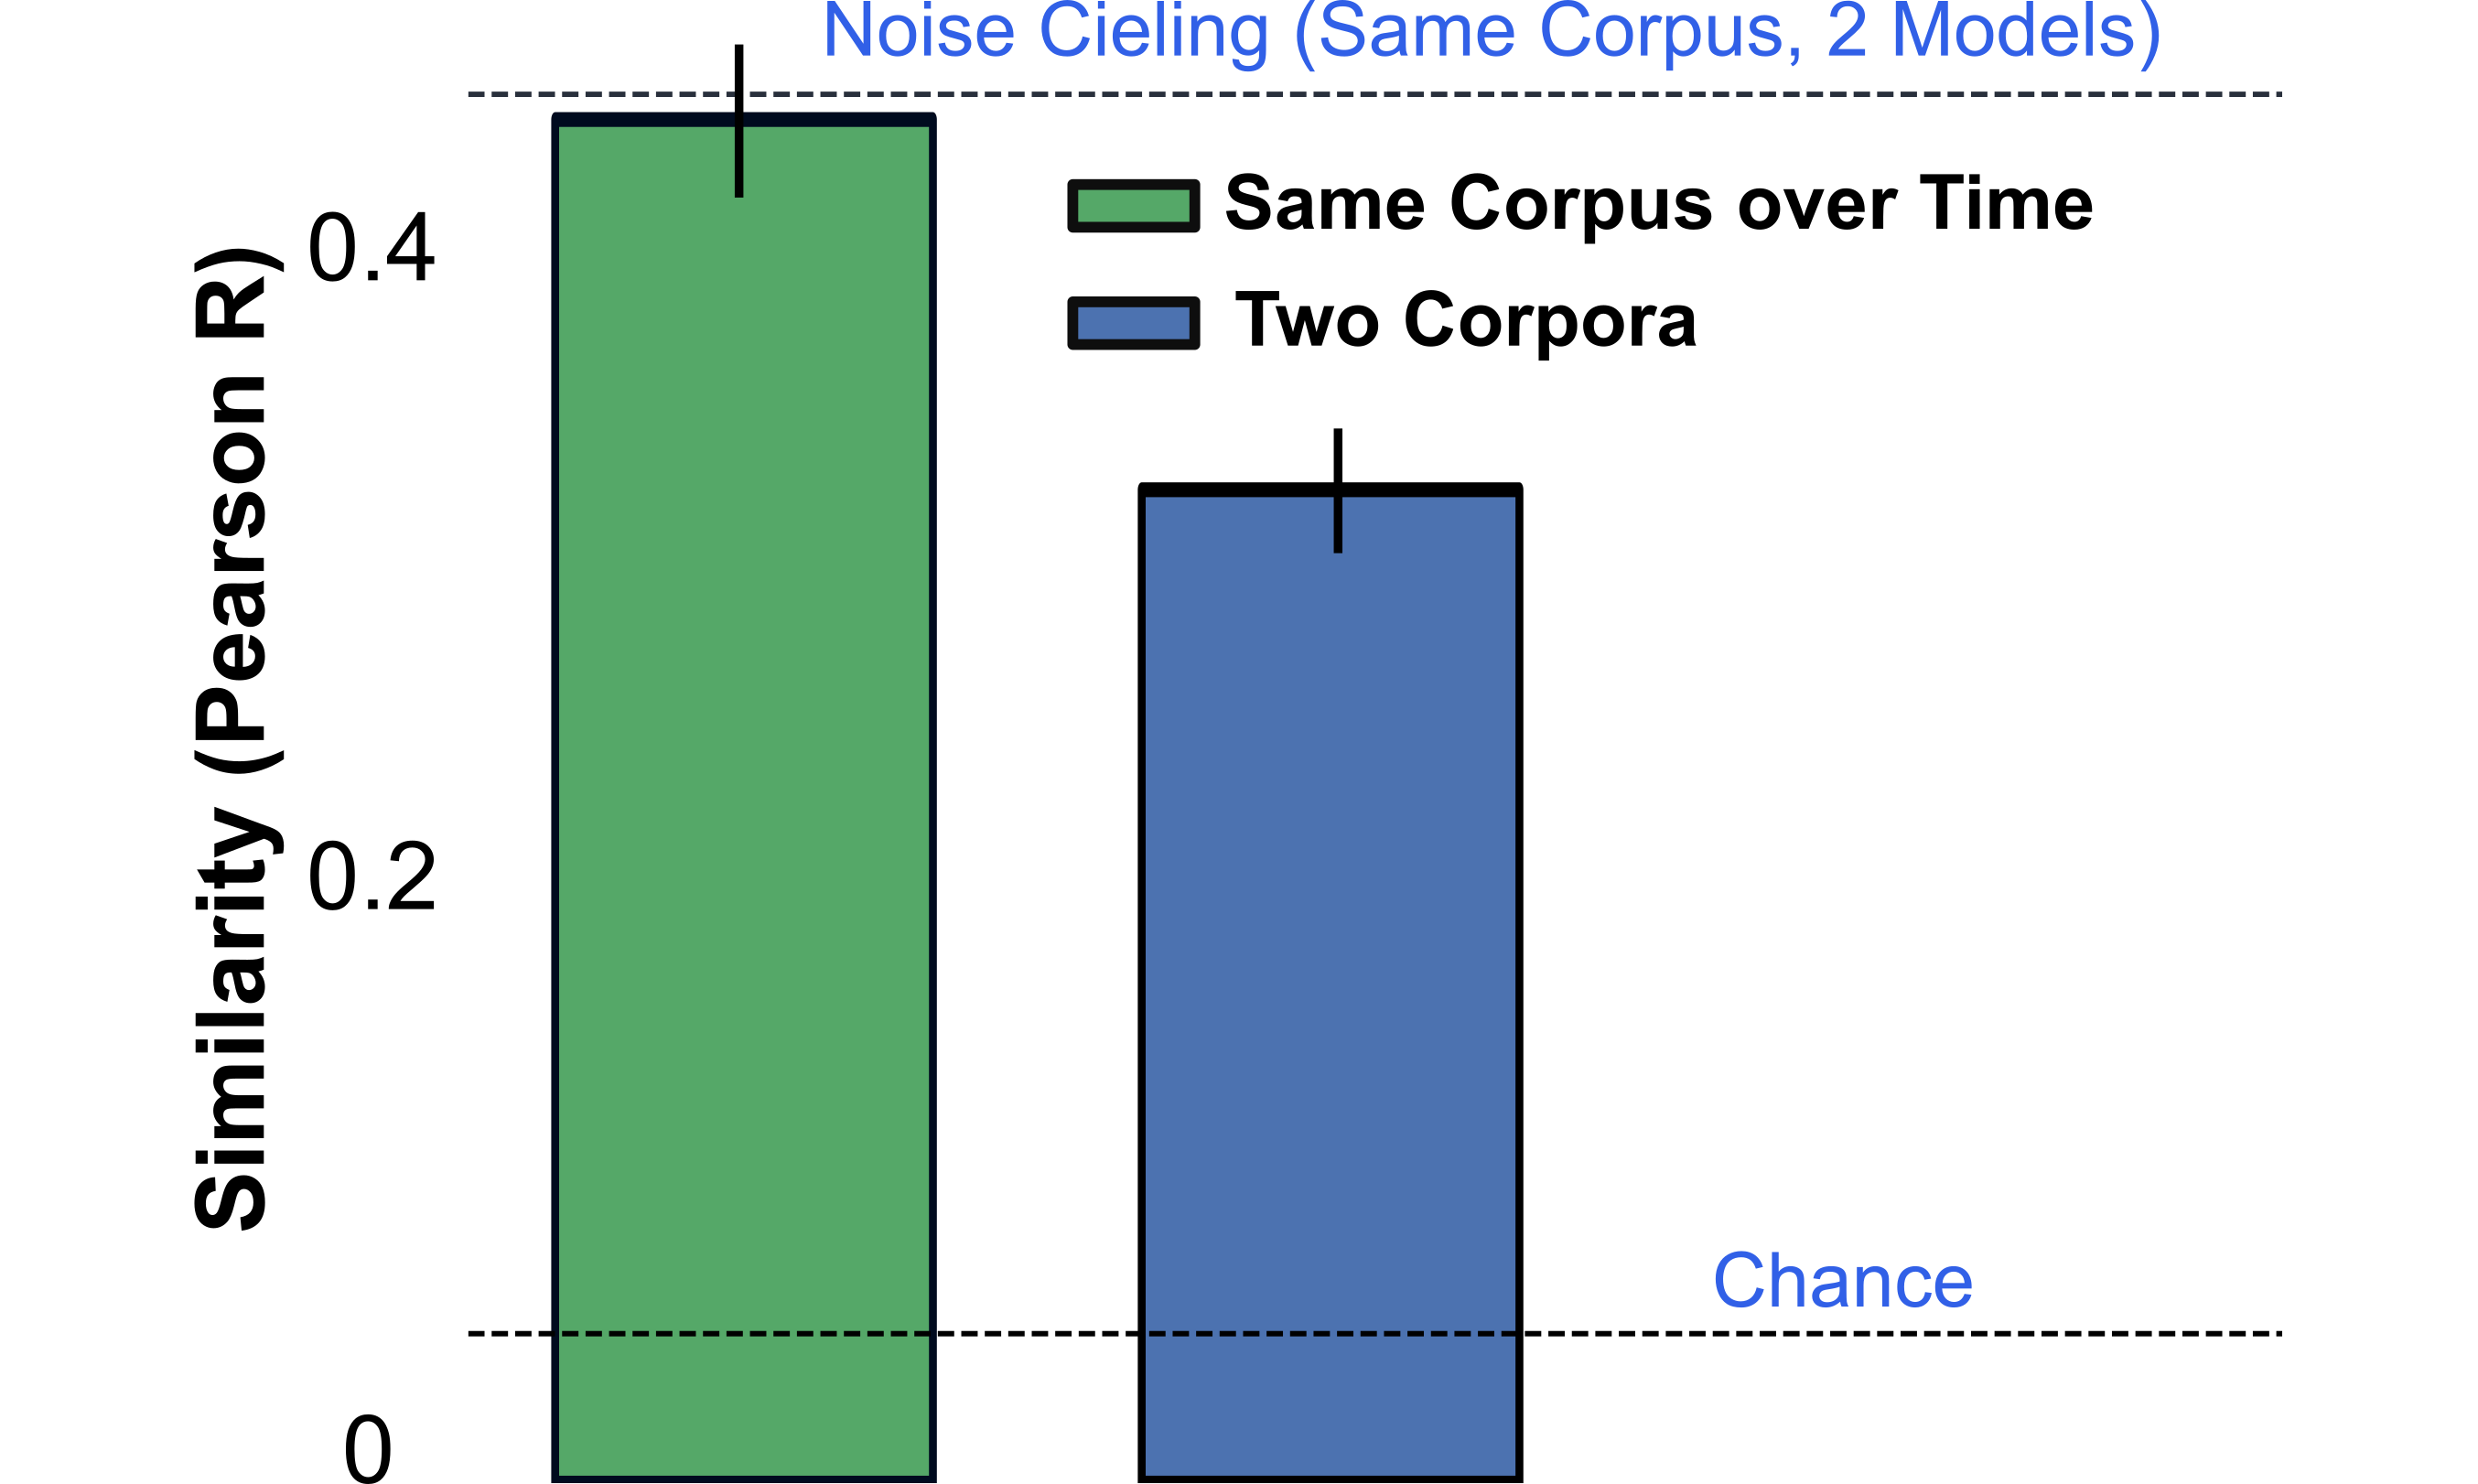 Noise Cieling (Same Corpus, 2 Models)
Same Corpus over Time
Two Corpora
Similarity (Pearson R)
0.4
0.2
0
Chance